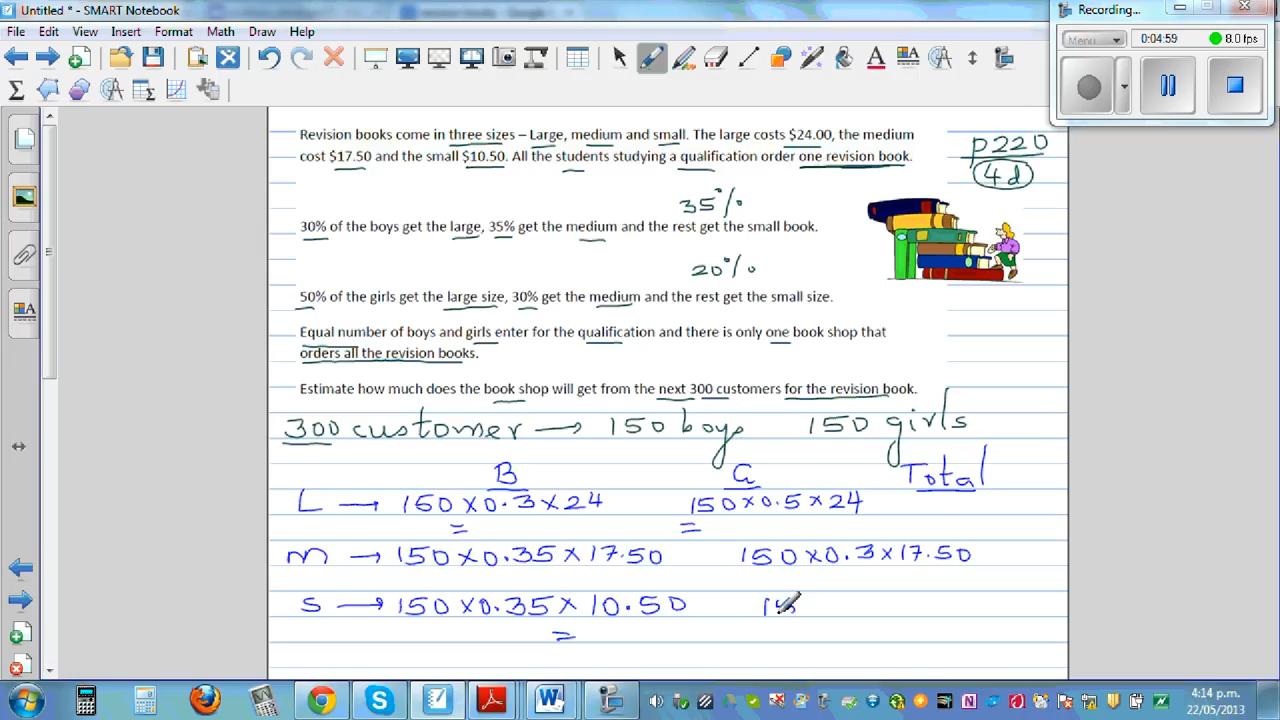 Untitled * - SMART Notebook
Recording...
File Edit View Insert Format Math Draw Help
Menu
0:04:59
8.0 fps
Revision books come in three sizes – Large, medium and small. The large costs $24.00, the medium
cost $17.50 and the small $10.50. All the students studying a qualification order one revision book.
p220
4d
35%
30% of the boys get the large, 35% get the medium and the rest get the small book.
20%
50% of the girls get the large size, 30% get the medium and the rest get the small size.
Equal number of boys and girls enter for the qualification and there is only one book shop that
orders all the revision books.
Estimate how much does the book shop will get from the next 300 customers for the revision book.
300 customer → 150 boys 150 girls
B G Total
L → 150×0.3×24 150×0.5×24
= =
m → 150×0.35×17.50 150×0.3×17.50
S → 150×0.35×10.50 15
=
4:14 p.m.
22/05/2013